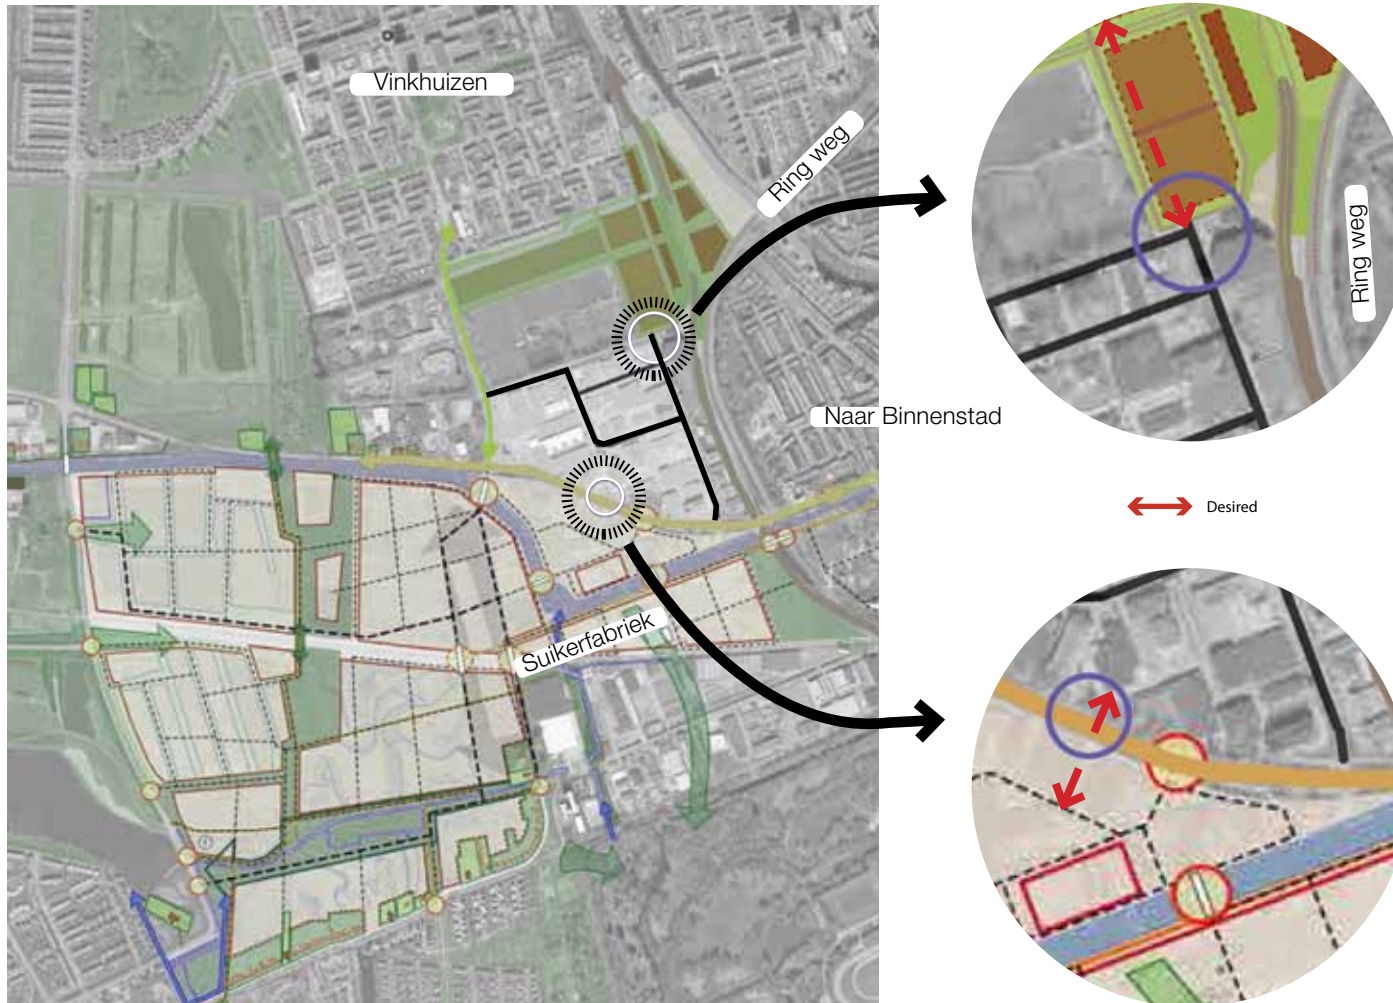 Vinkhuizen
Ring weg
Ring weg
Naar Binnenstad
Desired
Suikerfabriek